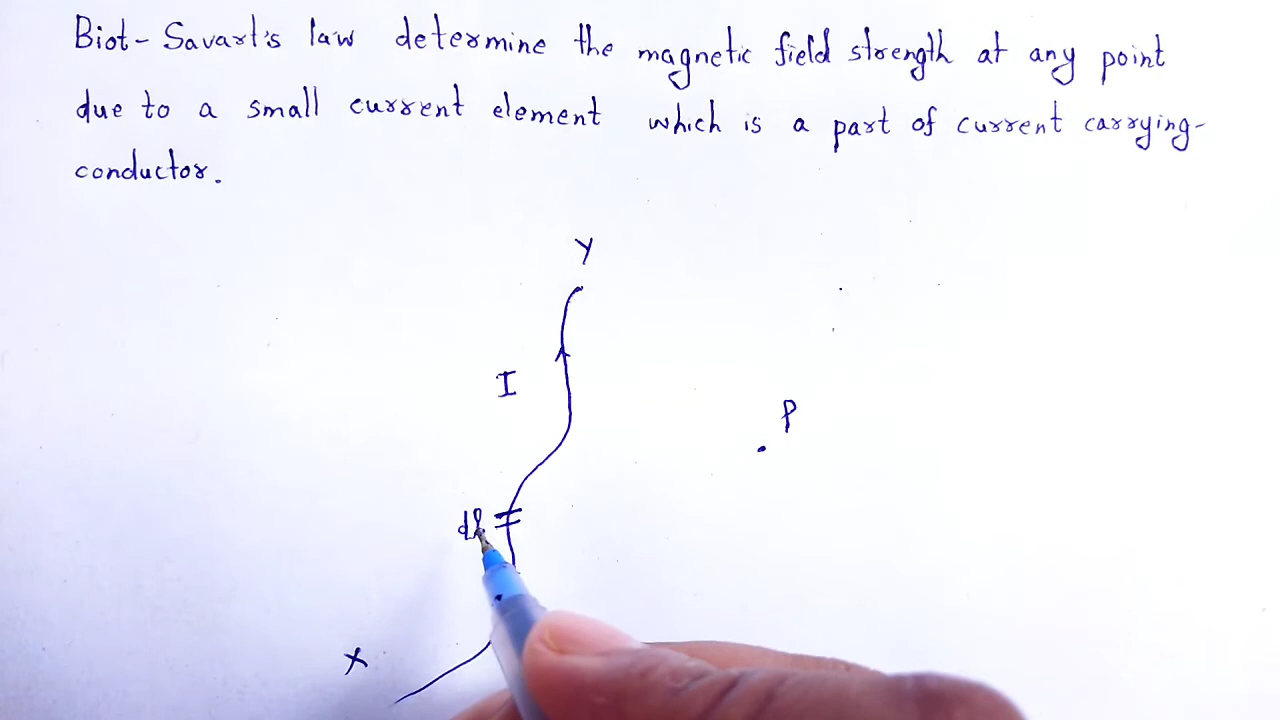 Biot-Savart's law determine the magnetic field strength at any point
due to a small current element which is a part of current carrying-
conductor.
Y
I
P
dl
X